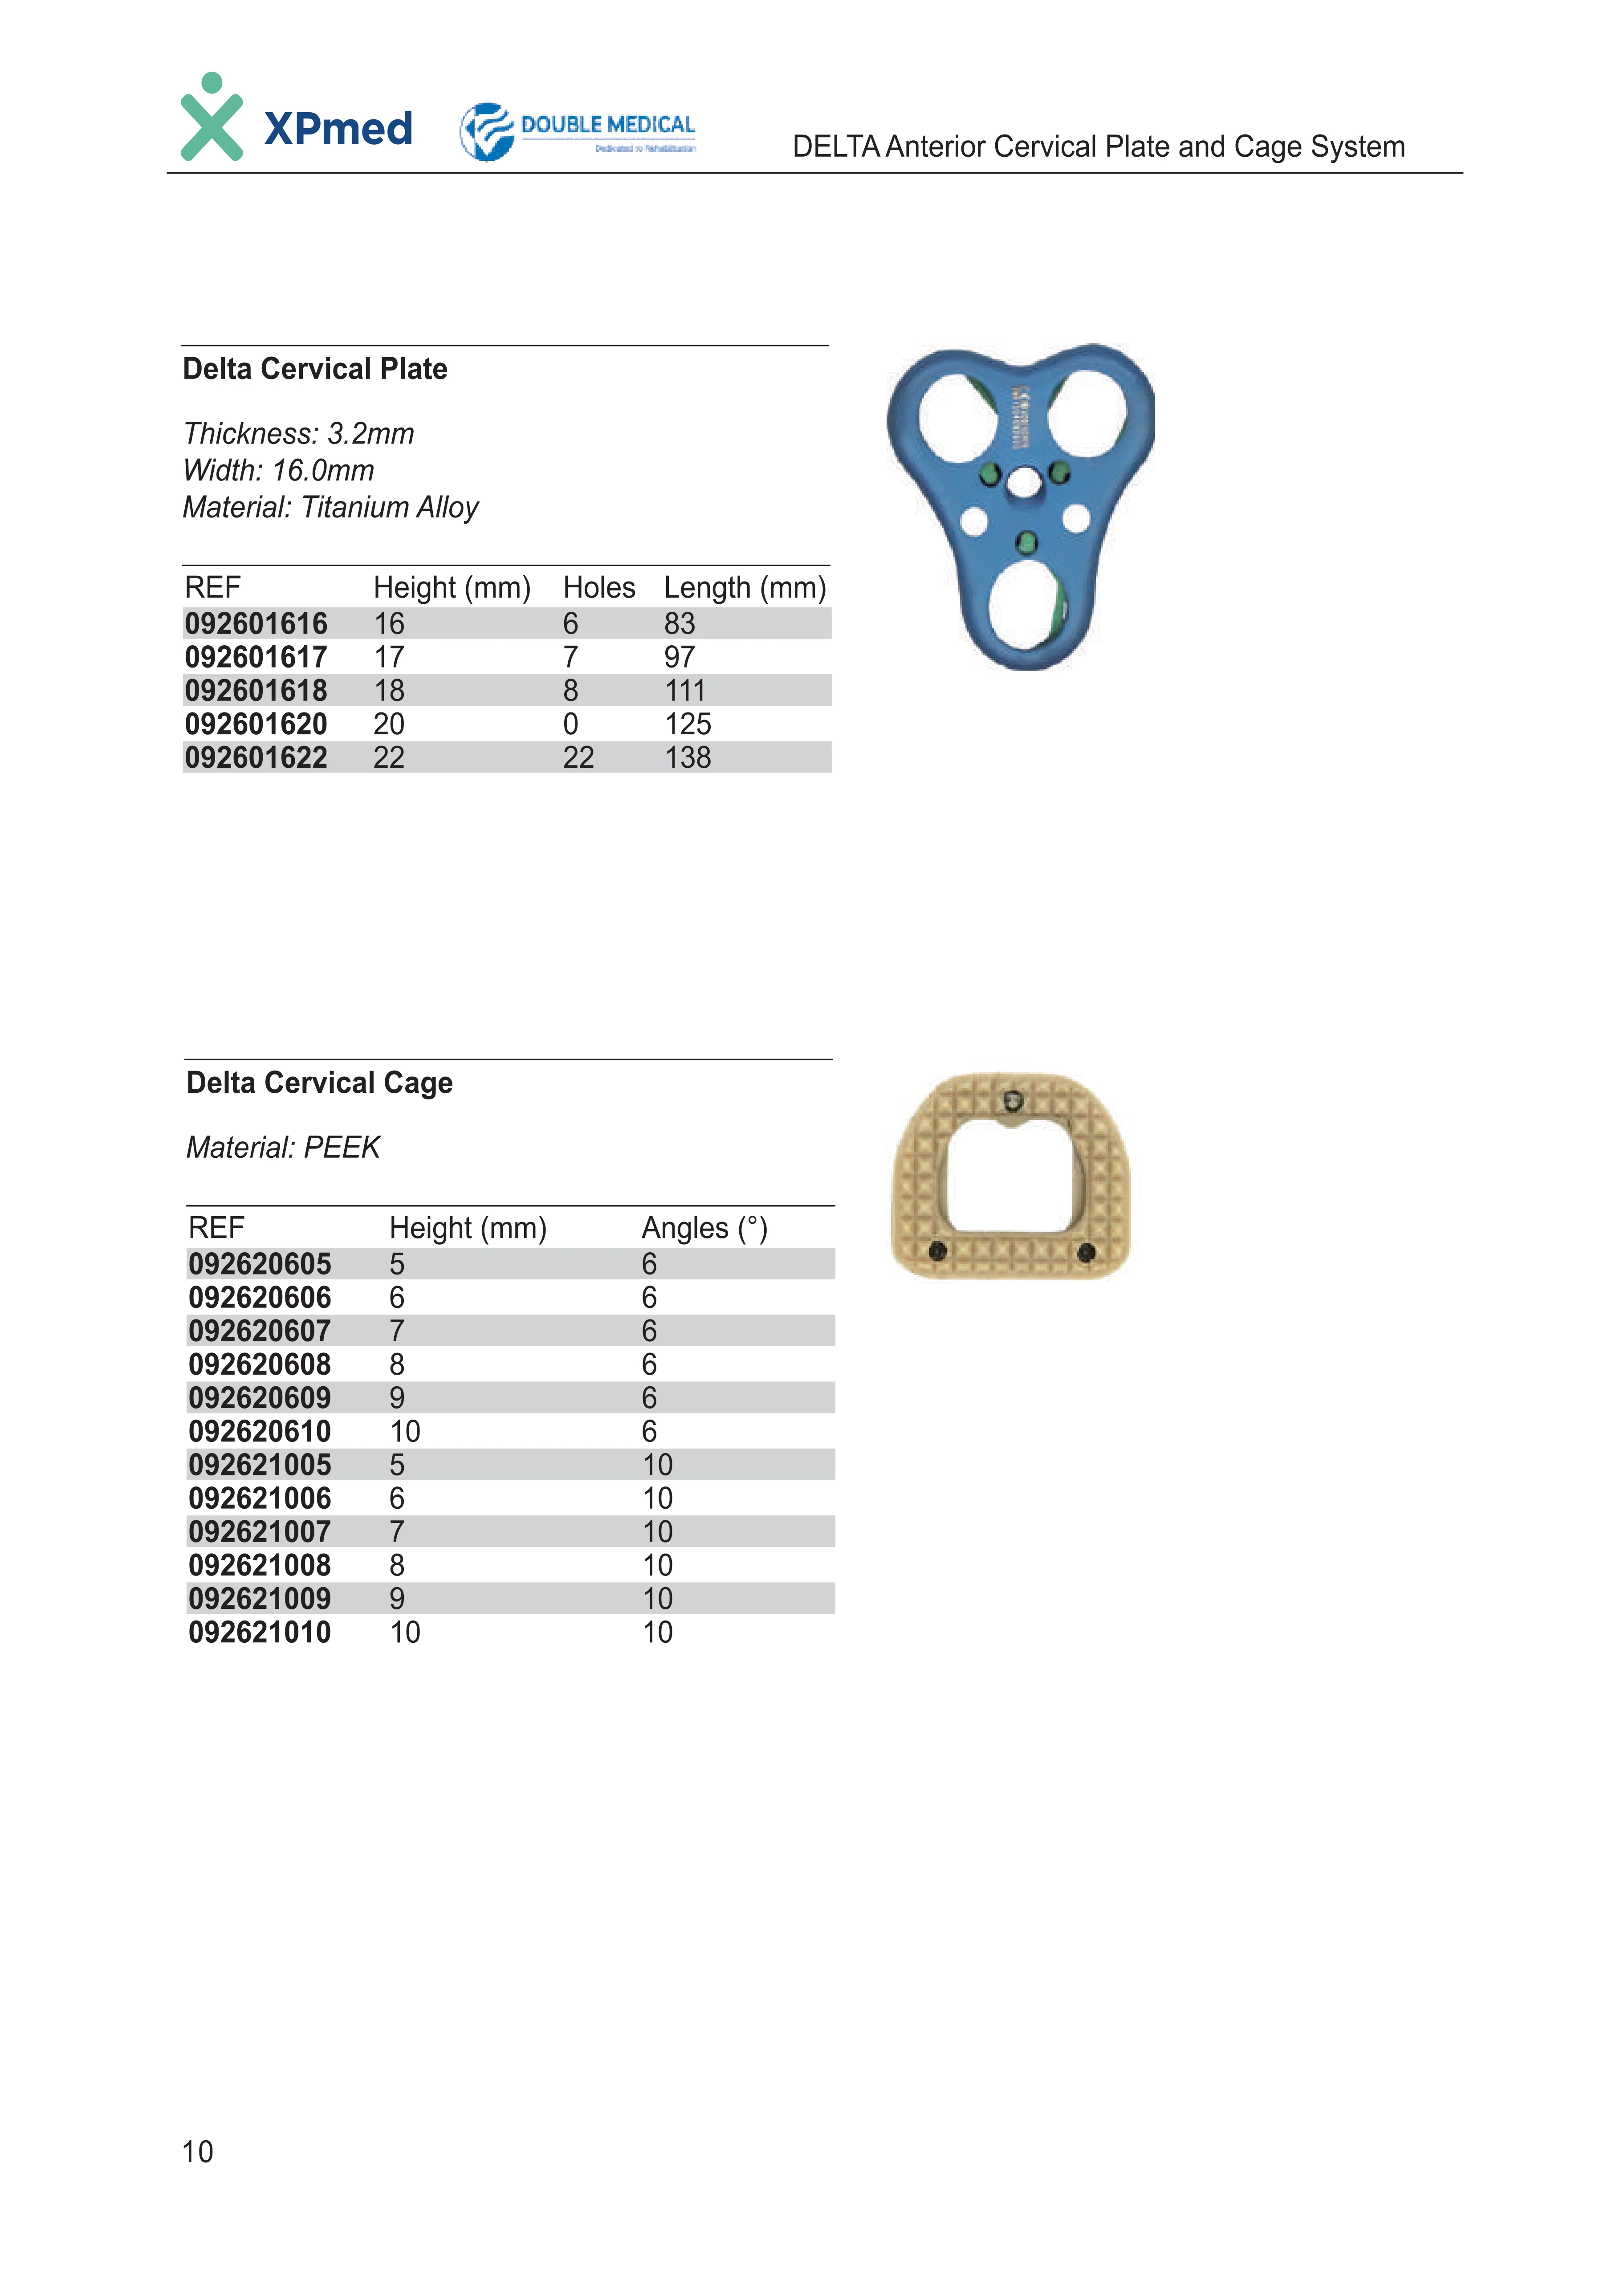 XPmed
DOUBLE MEDICAL
Dedicated to Rehabilitation
DELTA Anterior Cervical Plate and Cage System
Delta Cervical Plate
Thickness: 3.2mm
Width: 16.0mm
Material: Titanium Alloy
REF Height (mm) Holes Length (mm)
092601616 16 6 83
092601617 17 7 97
092601618 18 8 111
092601620 20 0 125
092601622 22 22 138
Delta Cervical Cage
Material: PEEK
REF Height (mm) Angles (°)
092620605 5 6
092620606 6 6
092620607 7 6
092620608 8 6
092620609 9 6
092620610 10 6
092621005 5 10
092621006 6 10
092621007 7 10
092621008 8 10
092621009 9 10
092621010 10 10
10